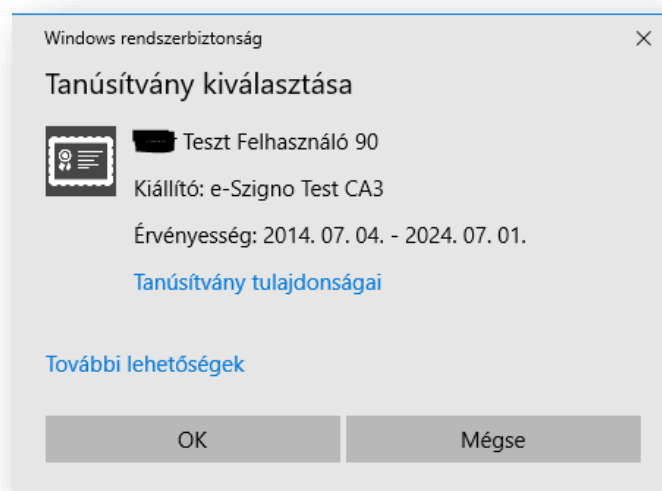 Windows rendszerbiztonság
Tanúsítvány kiválasztása
Teszt Felhasználó 90
Kiállító: e-Szigno Test CA3
Érvényesség: 2014. 07. 04. - 2024. 07. 01.
Tanúsítvány tulajdonságai
További lehetőségek
OK Mégse